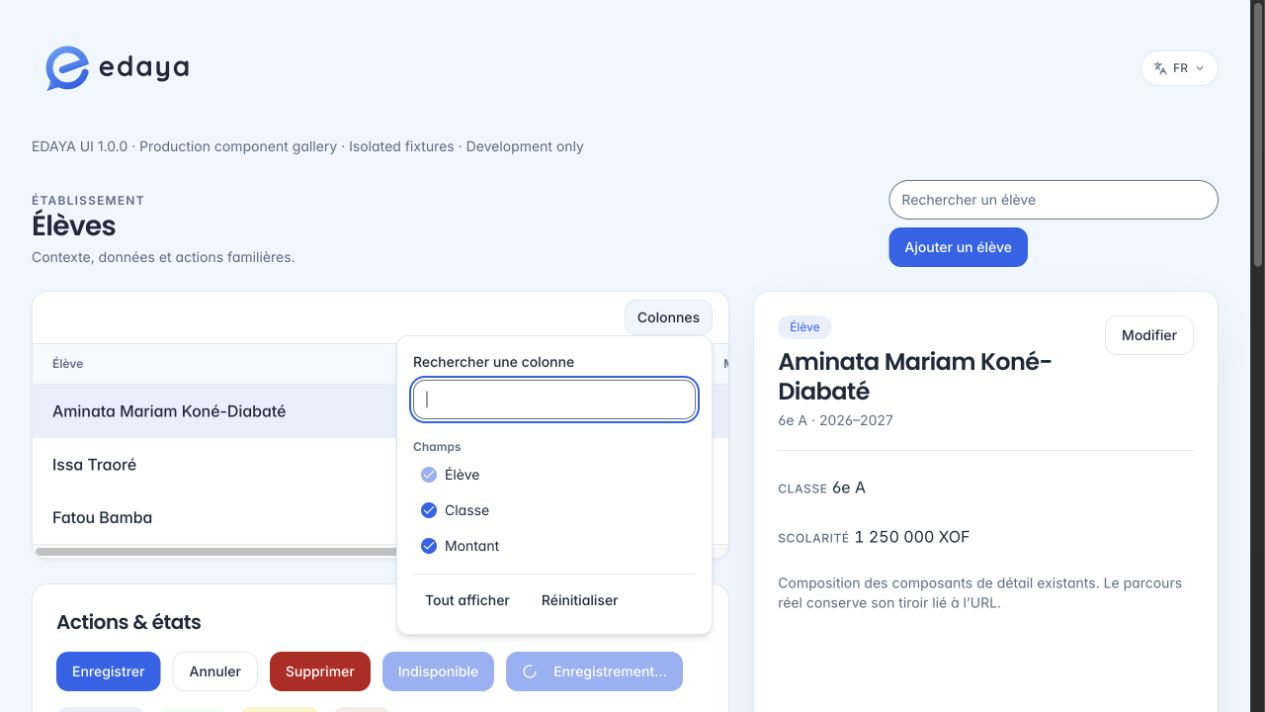 edaya
FR
EDAYA UI 1.0.0 · Production component gallery · Isolated fixtures · Development only
ÉTABLISSEMENT
Élèves
Contexte, données et actions familières.
Rechercher un élève
Ajouter un élève
Colonnes
Élève
Aminata Mariam Koné-Diabaté
Issa Traoré
Fatou Bamba
Rechercher une colonne
Champs
Élève
Classe
Montant
Tout afficher Réinitialiser
Élève
Modifier
Aminata Mariam Koné-
Diabaté
6e A · 2026–2027
CLASSE 6e A
SCOLARITÉ 1 250 000 XOF
Composition des composants de détail existants. Le parcours
réel conserve son tiroir lié à l’URL.
Actions & états
Enregistrer Annuler Supprimer Indisponible Enregistrement…